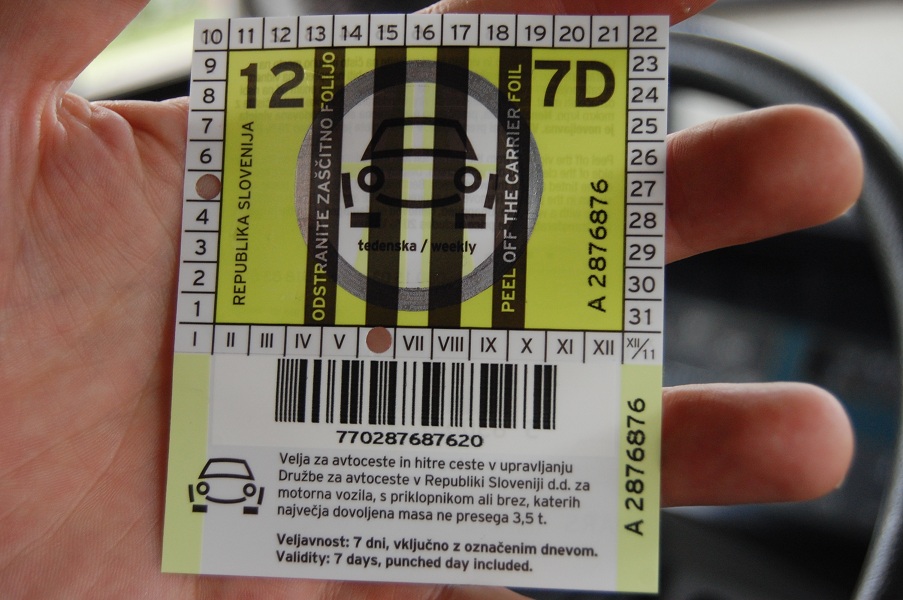 10 11 12 13 14 15 16 17 18 19 20 21 22
9 23
8 24
7 25
6 26
27
4 28
3 29
2 30
1 31
12
7D
REPUBLIKA SLOVENIJA
ODSTRANITE ZAŠČITNO FOLIJO
PEEL OFF THE CARRIER FOIL
A 2876876
tedenska / weekly
I II III IV V VII VIII IX X XI XII XII/11
770287687620
Velja za avtoceste in hitre ceste v upravljanju
Družbe za avtoceste v Republiki Sloveniji d.d. za
motorna vozila, s priklopnikom ali brez, katerih
največja dovoljena masa ne presega 3,5 t.
Veljavnost: 7 dni, vključno z označenim dnevom.
Validity: 7 days, punched day included.
A 2876876